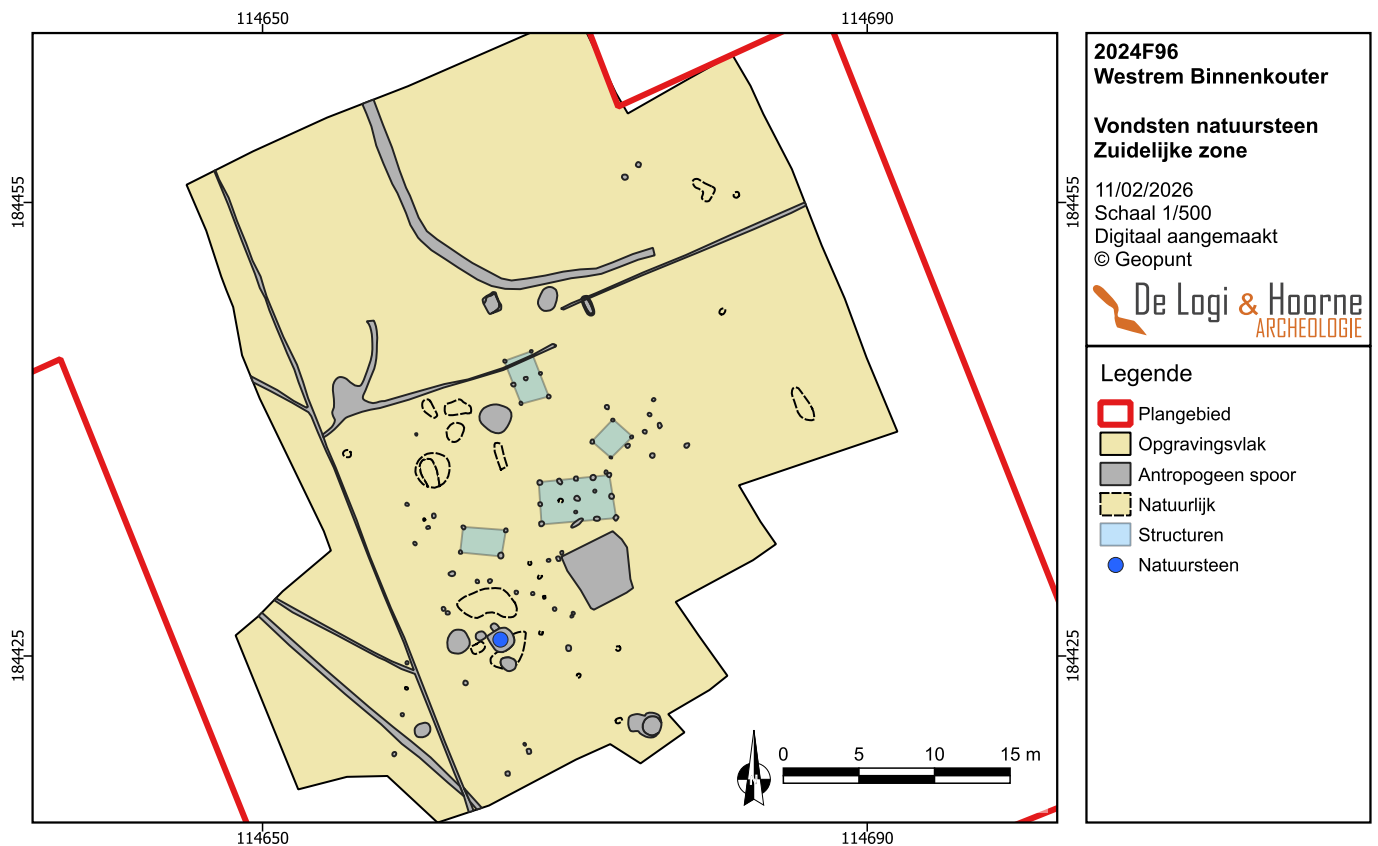 114650
114690
184455
184455
184425
184425
0 5 10 15 m
114650
114690
2024F96
Westrem Binnenkouter
Vondsten natuursteen
Zuidelijke zone
11/02/2026
Schaal 1/500
Digitaal aangemaakt
© Geopunt
De Logi & Hoorne
ARCHEOLOGIE
Legende
Plangebied
Opgravingsvlak
Antropogeen spoor
Natuurlijk
Structuren
Natuursteen